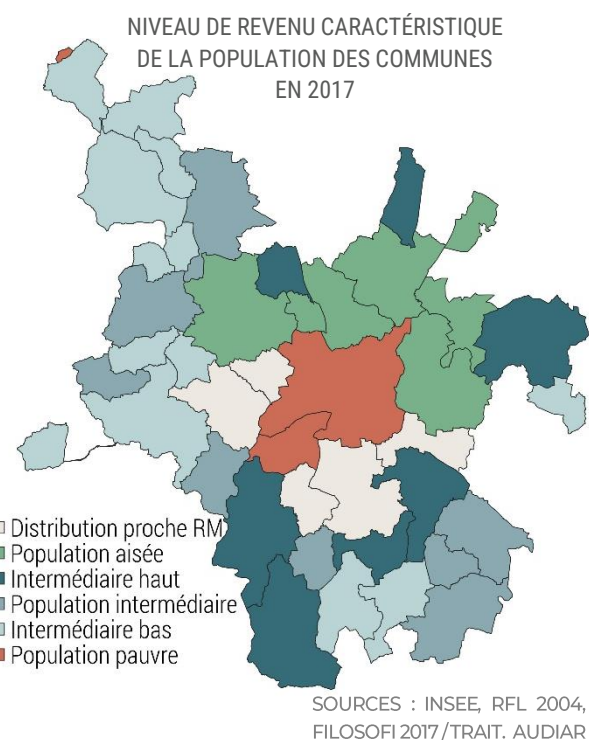 NIVEAU DE REVENU CARACTÉRISTIQUE
DE LA POPULATION DES COMMUNES
EN 2017
Distribution proche RM
Population aisée
Intermédiaire haut
Population intermédiaire
Intermédiaire bas
Population pauvre
SOURCES : INSEE, RFL 2004,
FILOSOFI 2017 / TRAIT. AUDIAR